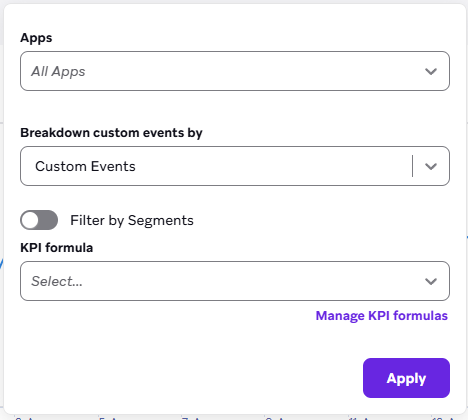 Apps
All Apps
Breakdown custom events by
Custom Events
Filter by Segments
KPI formula
Select...
Manage KPI formulas
Apply